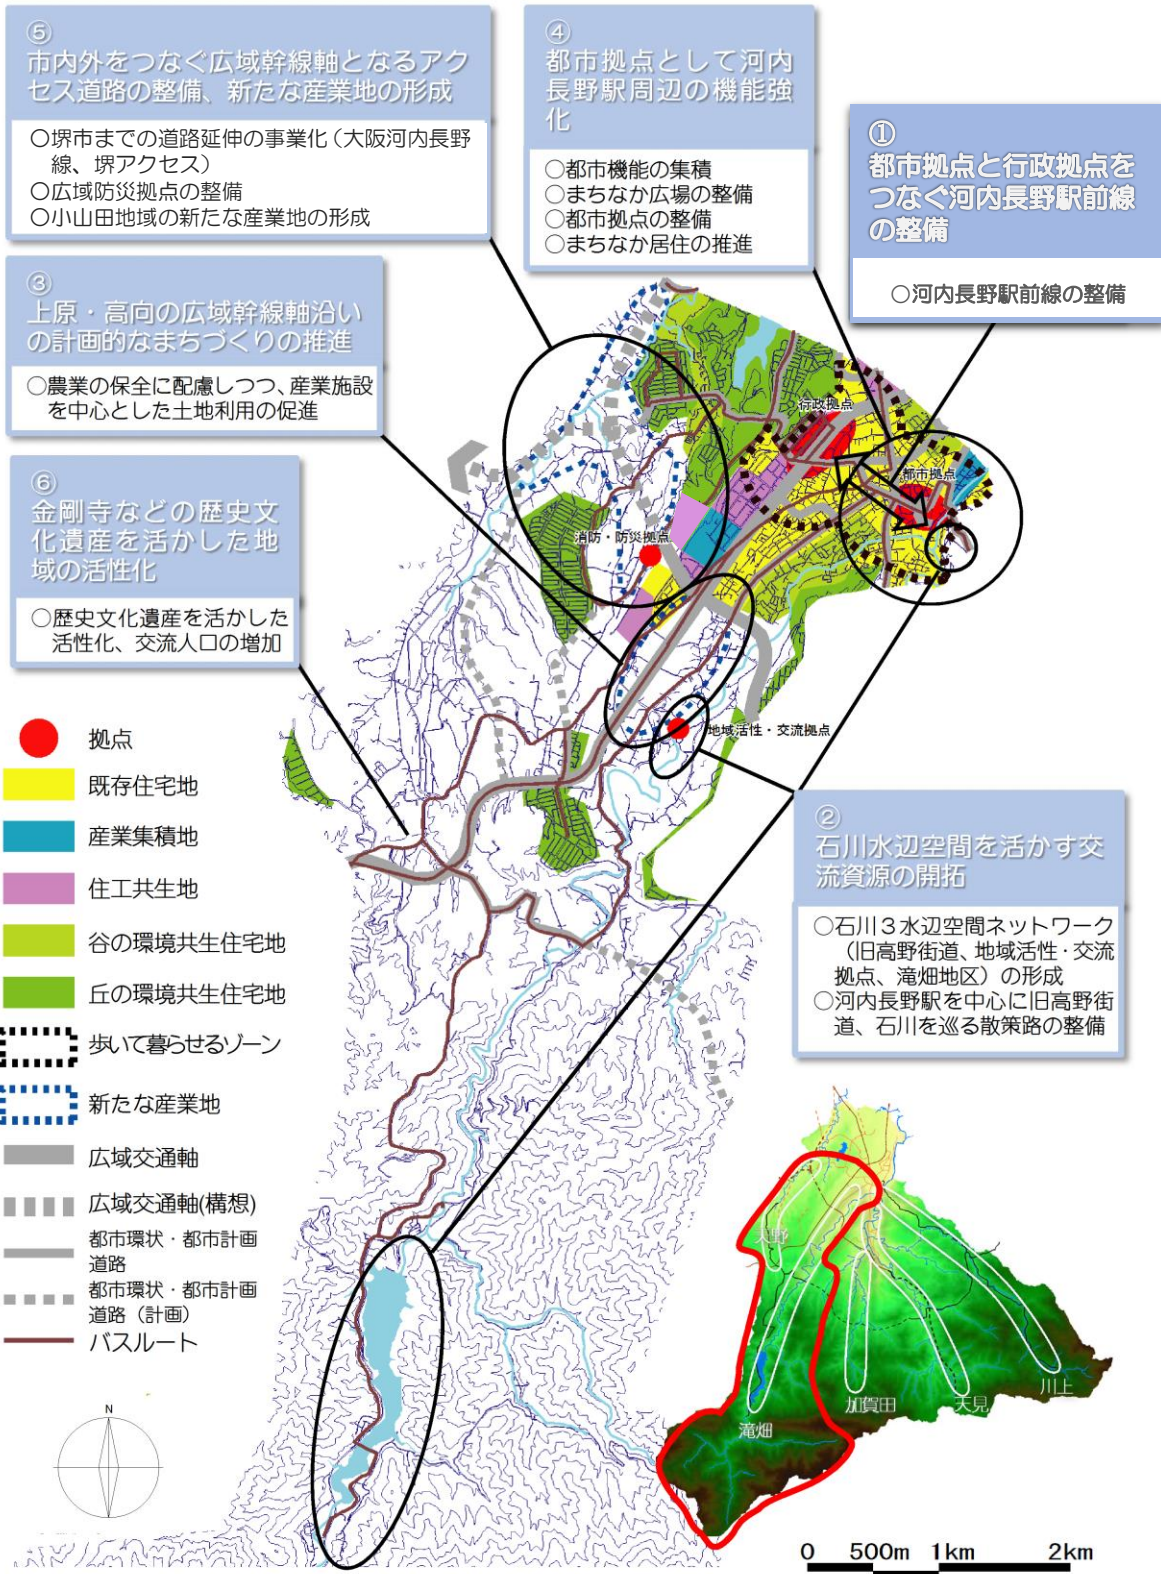 ⑤
市内外をつなぐ広域幹線軸となるアク
セス道路の整備、新たな産業地の形成
○堺市までの道路延伸の事業化（大阪河内長野
線、堺アクセス）
○広域防災拠点の整備
○小山田地域の新たな産業地の形成
④
都市拠点として河内
長野駅周辺の機能強
化
○都市機能の集積
○まちなか広場の整備
○都市拠点の整備
○まちなか居住の推進
①
都市拠点と行政拠点を
つなぐ河内長野駅前線
の整備
○河内長野駅前線の整備
③
上原・高向の広域幹線軸沿い
の計画的なまちづくりの推進
○農業の保全に配慮しつつ、産業施設
を中心とした土地利用の促進
⑥
金剛寺などの歴史文
化遺産を活かした地
域の活性化
○歴史文化遺産を活かした
活性化、交流人口の増加
行政拠点
都市拠点
消防・防災拠点
地域活性・交流拠点
②
石川水辺空間を活かす交
流資源の開拓
○石川３水辺空間ネットワーク
（旧高野街道、地域活性・交流
拠点、滝畑地区）の形成
○河内長野駅を中心に旧高野街
道、石川を巡る散策路の整備
拠点
既存住宅地
産業集積地
住工共生地
谷の環境共生住宅地
丘の環境共生住宅地
歩いて暮らせるゾーン
新たな産業地
広域交通軸
広域交通軸(構想)
都市環状・都市計画
道路
都市環状・都市計画
道路（計画）
バスルート
N
天野
滝畑
加賀田
天見
川上
0 500m 1km 2km